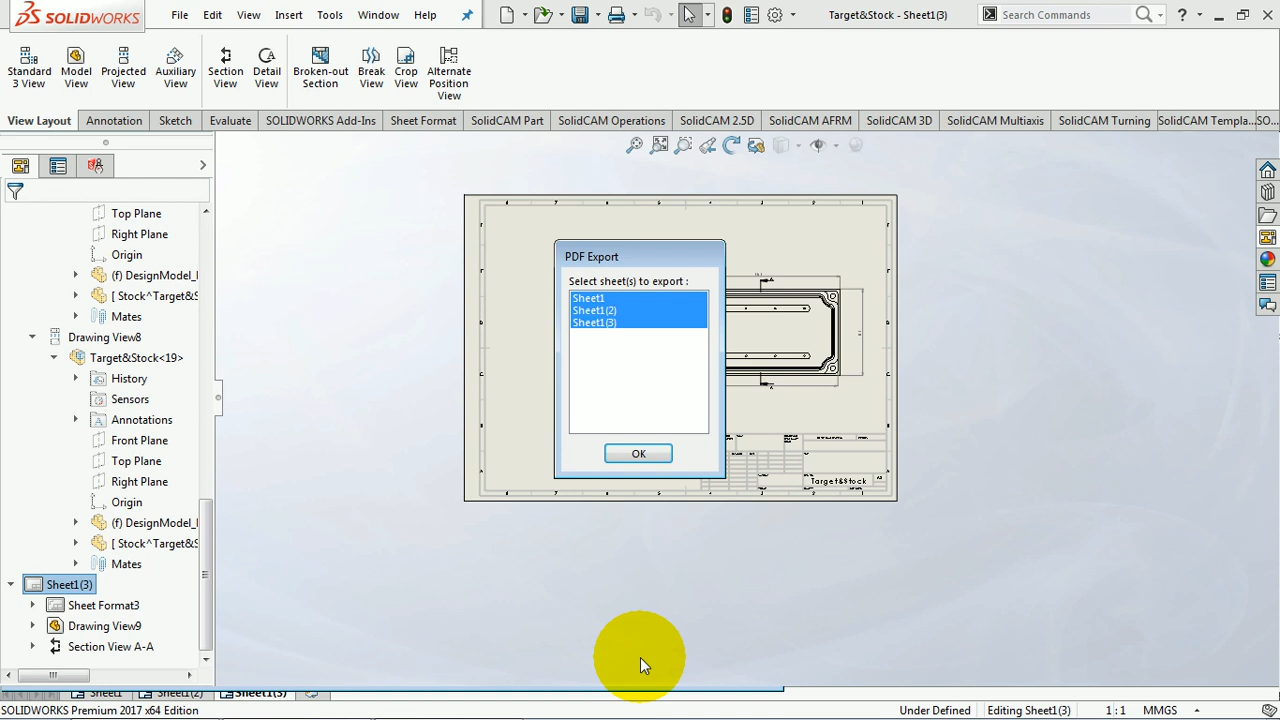 SOLIDWORKS
File Edit View Insert Tools Window Help
Target&Stock - Sheet1(3)
Search Commands
Standard 3 View
Model View
Projected View
Auxiliary View
Section View
Detail View
Broken-out Section
Break View
Crop View
Alternate Position View
View Layout Annotation Sketch Evaluate SOLIDWORKS Add-Ins Sheet Format SolidCAM Part SolidCAM Operations SolidCAM 2.5D SolidCAM AFRM SolidCAM 3D SolidCAM Multiaxis SolidCAM Turning SolidCAM Templa... SO...
Top Plane
Right Plane
Origin
(f) DesignModel_
[ Stock^Target&S
Mates
Drawing View8
Target&Stock<19>
History
Sensors
Annotations
Front Plane
Top Plane
Right Plane
Origin
(f) DesignModel_
[ Stock^Target&S
Mates
Sheet1(3)
Sheet Format3
Drawing View9
Section View A-A
PDF Export
Select sheet(s) to export :
Sheet1
Sheet1(2)
Sheet1(3)
OK
Target&Stock
Sheet1 Sheet1(2) Sheet1(3)
SOLIDWORKS Premium 2017 x64 Edition
Under Defined Editing Sheet1(3) 1:1 MMGS